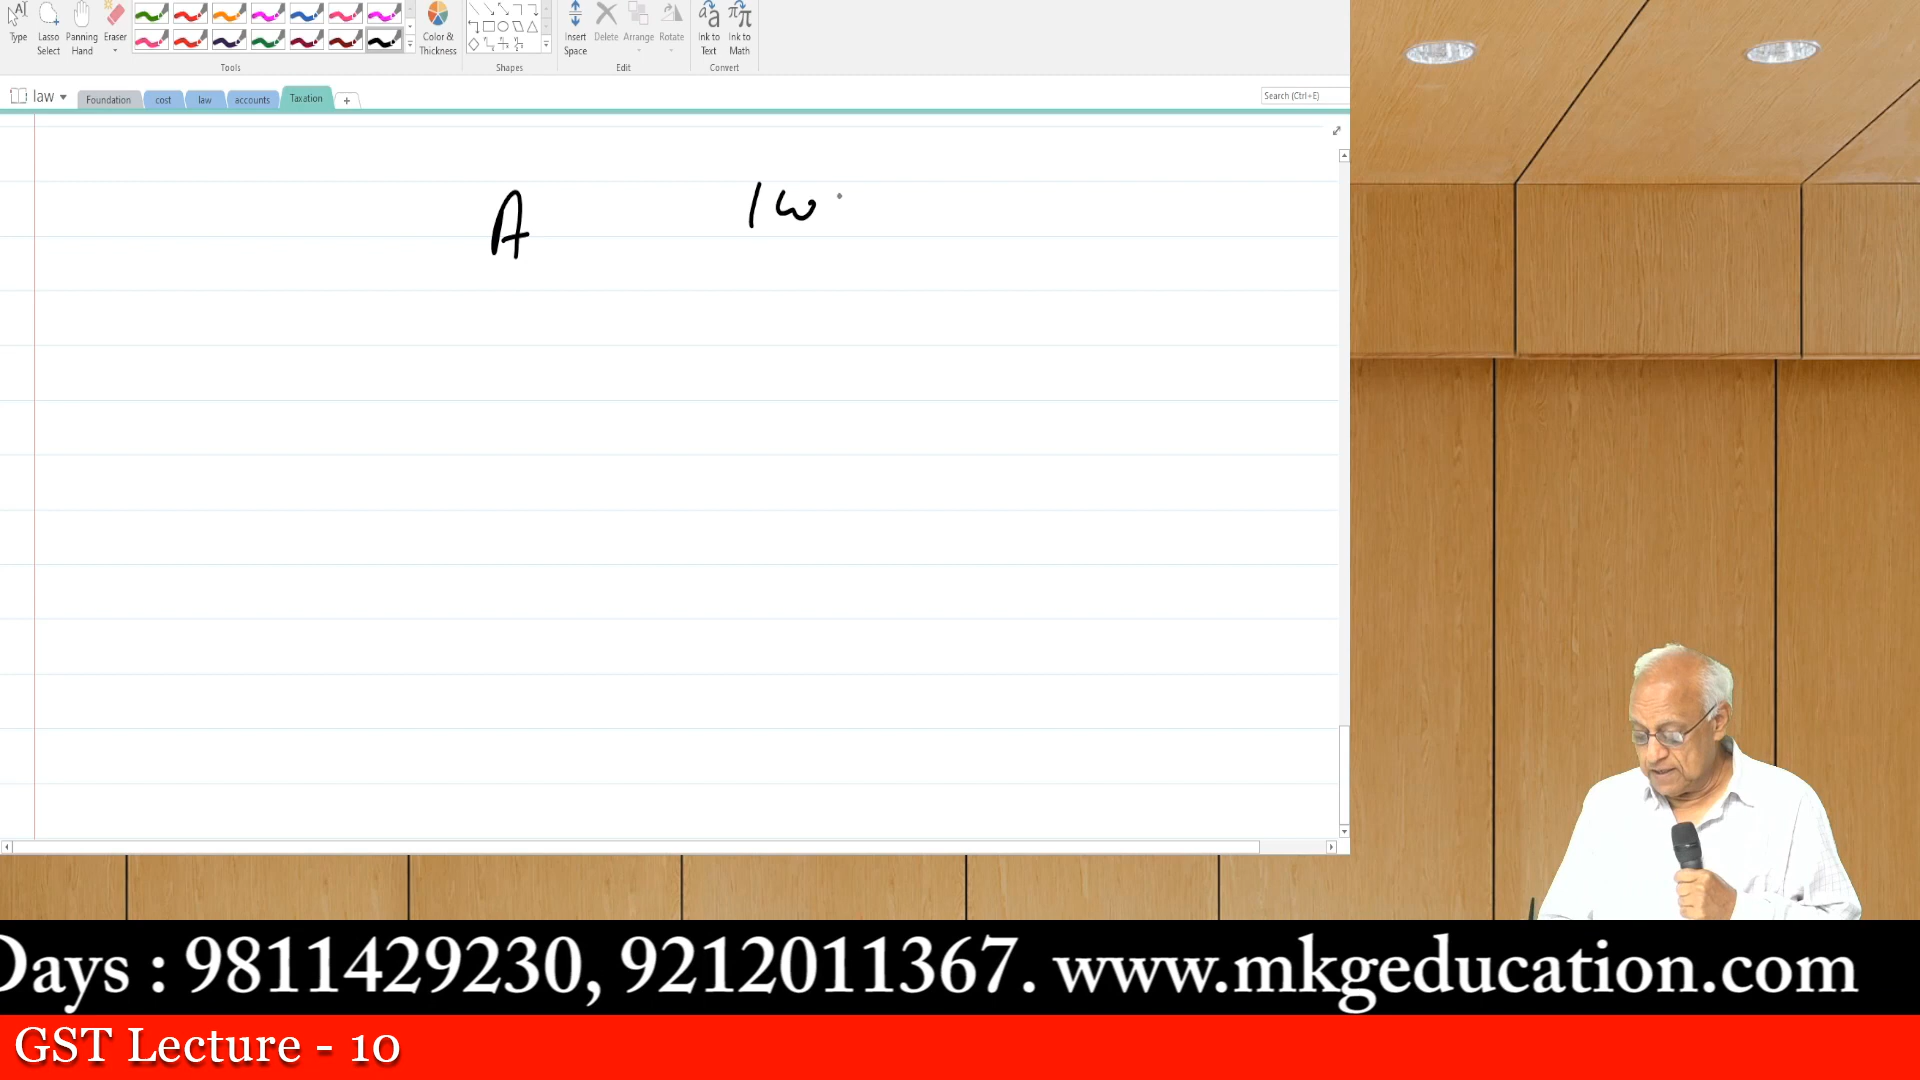 Type
Lasso Select
Panning Hand
Eraser
Color & Thickness
Insert Space
Delete
Arrange
Rotate
Ink to Text
Ink to Math
Tools
Shapes
Edit
Convert
law
Foundation
cost
law
accounts
Taxation
+
Search (Ctrl+E)
A
Days : 9811429230, 9212011367. www.mkgeducation.com
GST Lecture - 10